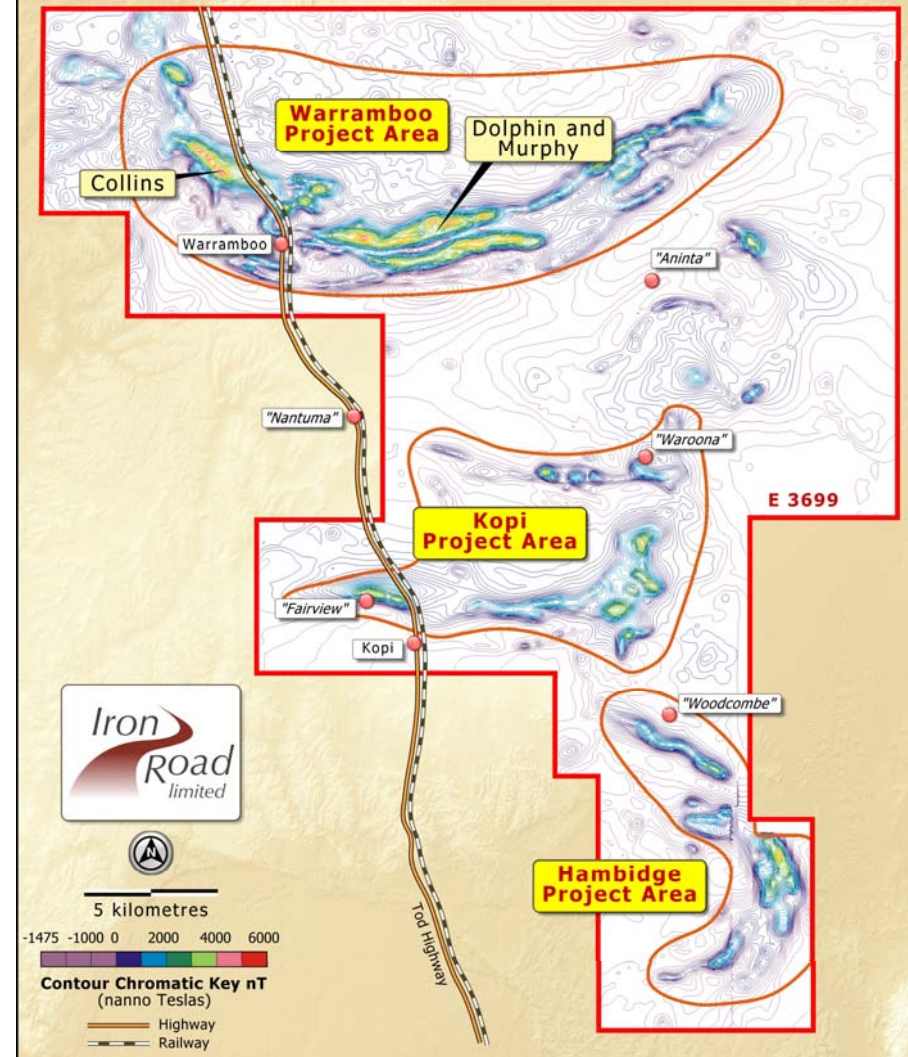 Warramboo
Project Area
Dolphin and
Murphy
Collins
Warramboo
"Aninta"
"Nantuma"
"Waroona"
E 3699
Kopi
Project Area
"Fairview"
Kopi
"Woodcombe"
Iron
Road
limited
Hambidge
Project Area
N
5 kilometres
Tod Highway
-1475 -1000 0 2000 4000 6000
Contour Chromatic Key nT
(nanno Teslas)
Highway
Railway